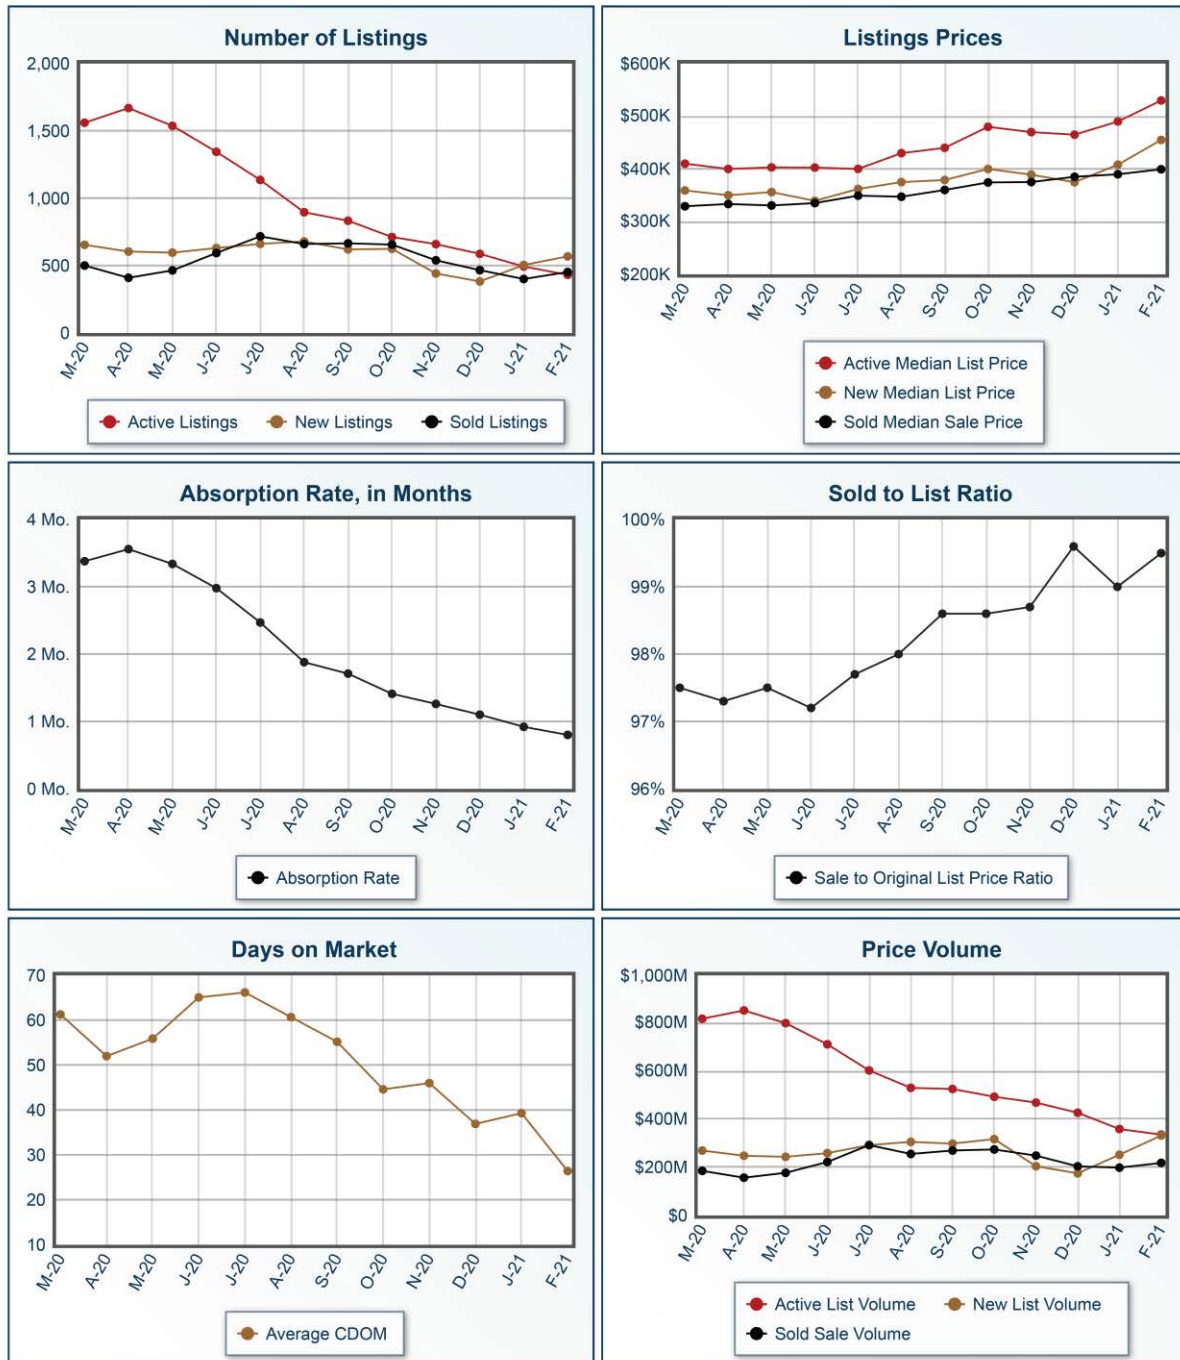 Number of Listings
2,000
1,500
1,000
500
0
M-20 A-20 M-20 J-20 J-20 A-20 S-20 O-20 N-20 D-20 J-21 F-21
Active Listings New Listings Sold Listings
Listings Prices
$600K
$500K
$400K
$300K
$200K
M-20 A-20 M-20 J-20 J-20 A-20 S-20 O-20 N-20 D-20 J-21 F-21
Active Median List Price
New Median List Price
Sold Median Sale Price
Absorption Rate, in Months
4 Mo.
3 Mo.
2 Mo.
1 Mo.
0 Mo.
M-20 A-20 M-20 J-20 J-20 A-20 S-20 O-20 N-20 D-20 J-21 F-21
Absorption Rate
Sold to List Ratio
100%
99%
98%
97%
96%
M-20 A-20 M-20 J-20 J-20 A-20 S-20 O-20 N-20 D-20 J-21 F-21
Sale to Original List Price Ratio
Days on Market
70
60
50
40
30
20
10
M-20 A-20 M-20 J-20 J-20 A-20 S-20 O-20 N-20 D-20 J-21 F-21
Average CDOM
Price Volume
$1,000M
$800M
$600M
$400M
$200M
$0
M-20 A-20 M-20 J-20 J-20 A-20 S-20 O-20 N-20 D-20 J-21 F-21
Active List Volume New List Volume
Sold Sale Volume